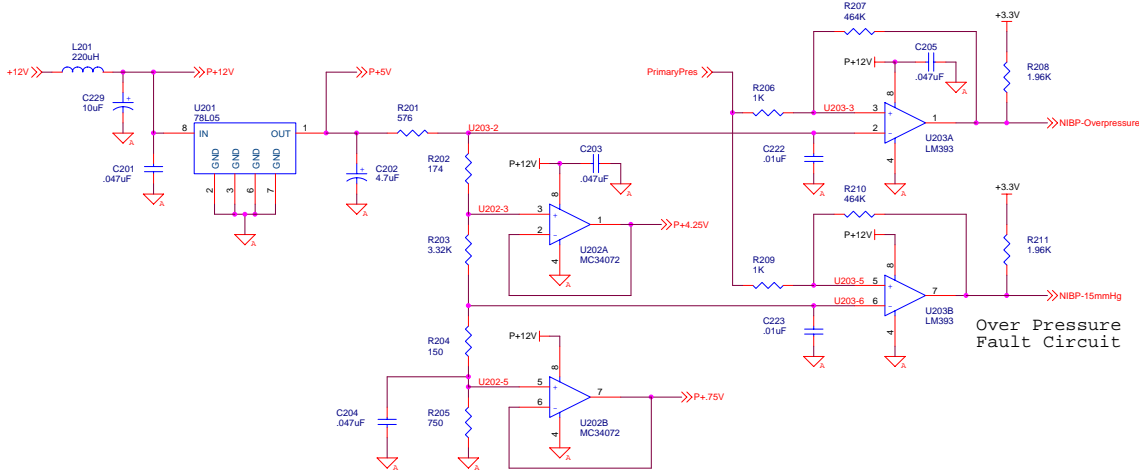 R207
464K
+3.3V
L201
220uH
C205
.047uF
+12V
P+12V
P+5V
PrimaryPres
P+12V
R208
1.96K
C229
10uF
+
A
U201
78L05
R206
1K
8
A
8
IN
OUT
1
R201
576
U203-2
U203-3
3
+
1
NIBP-Overpressure
2
-
U203A
LM393
GND
GND
GND
GND
C201
.047uF
R202
174
P+12V
C203
.047uF
C222
.01uF
4
2
3
6
7
+
C202
4.7uF
A
A
A
R210
464K
+3.3V
A
A
8
U202-3
3
+
1
P+4.25V
2
-
U202A
MC34072
P+12V
R211
1.96K
A
R203
3.32K
4
A
R209
1K
8
U203-5
5
+
7
NIBP-15mmHg
U203-6
6
-
U203B
LM393
C223
.01uF
4
Over Pressure
Fault Circuit
R204
150
P+12V
A
A
8
U202-5
5
+
7
P+.75V
6
-
C204
.047uF
R205
750
U202B
MC34072
4
A
A
A